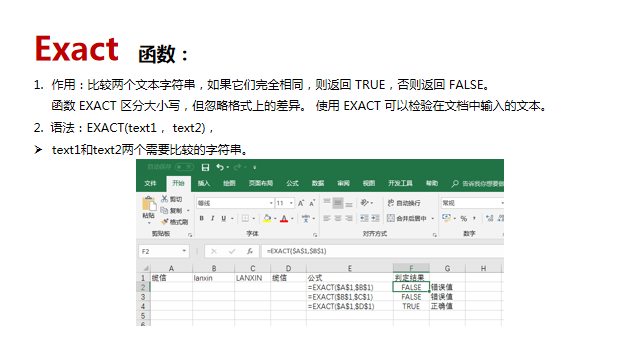 Exact 函数：
1. 作用：比较两个文本字符串，如果它们完全相同，则返回 TRUE，否则返回 FALSE。
函数 EXACT 区分大小写，但忽略格式上的差异。 使用 EXACT 可以检验在文档中输入的文本。
2. 语法：EXACT(text1， text2)，
➢ text1和text2两个需要比较的字符串。
自动保存
文件 开始 插入 绘图 页面布局 公式 数据 审阅 视图 开发工具 帮助 告诉我你想要做
粘贴 剪切 等线 11 自动换行 常规
复制
格式刷 B I U 合并后居中 %
剪贴板 字体 对齐方式 数字
F2 fx =EXACT($A$1,$B$1)
A B C D E F G H
1 lanxin LANXIN 公式 判定结果
2 =EXACT($A$1,$B$1) FALSE 错误值
3 =EXACT($B$1,$C$1) FALSE 错误值
4 =EXACT($A$1,$D$1) TRUE 正确值
5
6